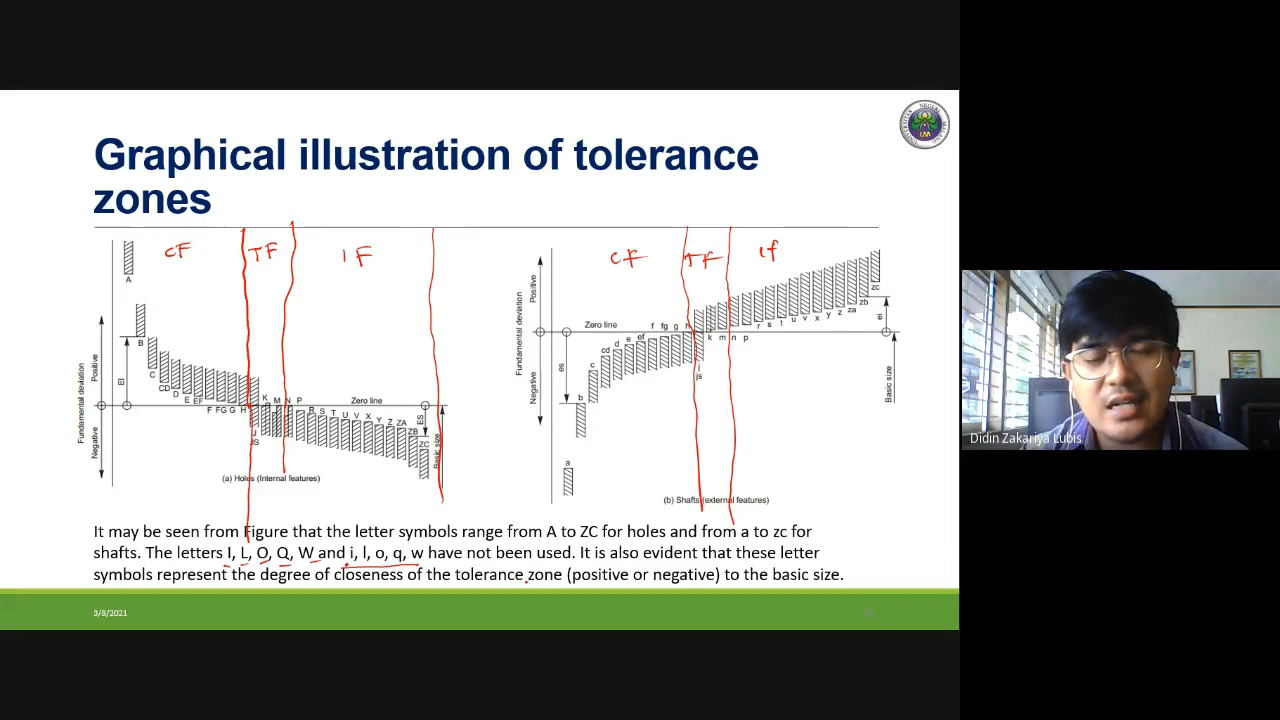 Graphical illustration of tolerance
zones
CF TF IF
CF TF If
A
B
C
CD
D
E
EF
F FG G H
J
JS
K
M N P
R S T U V X Y Z ZA
ZB
ZC
Zero line
Fundamental deviation
Positive
Negative
EI
ES
Basic size
(a) Holes (Internal features)
Fundamental deviation
Positive
Negative
Zero line
es
ei
Basic size
a
b
c
cd
d
e
ef
f fg g h
j
js
k m n p
r s t u v x y z za
zb
zc
(b) Shafts (external features)
It may be seen from Figure that the letter symbols range from A to ZC for holes and from a to zc for
shafts. The letters I, L, O, Q, W and i, l, o, q, w have not been used. It is also evident that these letter
symbols represent the degree of closeness of the tolerance zone (positive or negative) to the basic size.
3/8/2021
Didin Zakariya Lubis